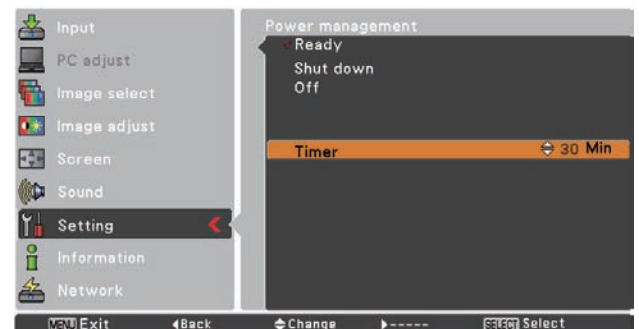 Input
PC adjust
Image select
Image adjust
Screen
Sound
Setting
Information
Network
Power management
Ready
Shut down
Off
Timer 30 Min
MENU Exit Back Change ----- SELECT Select